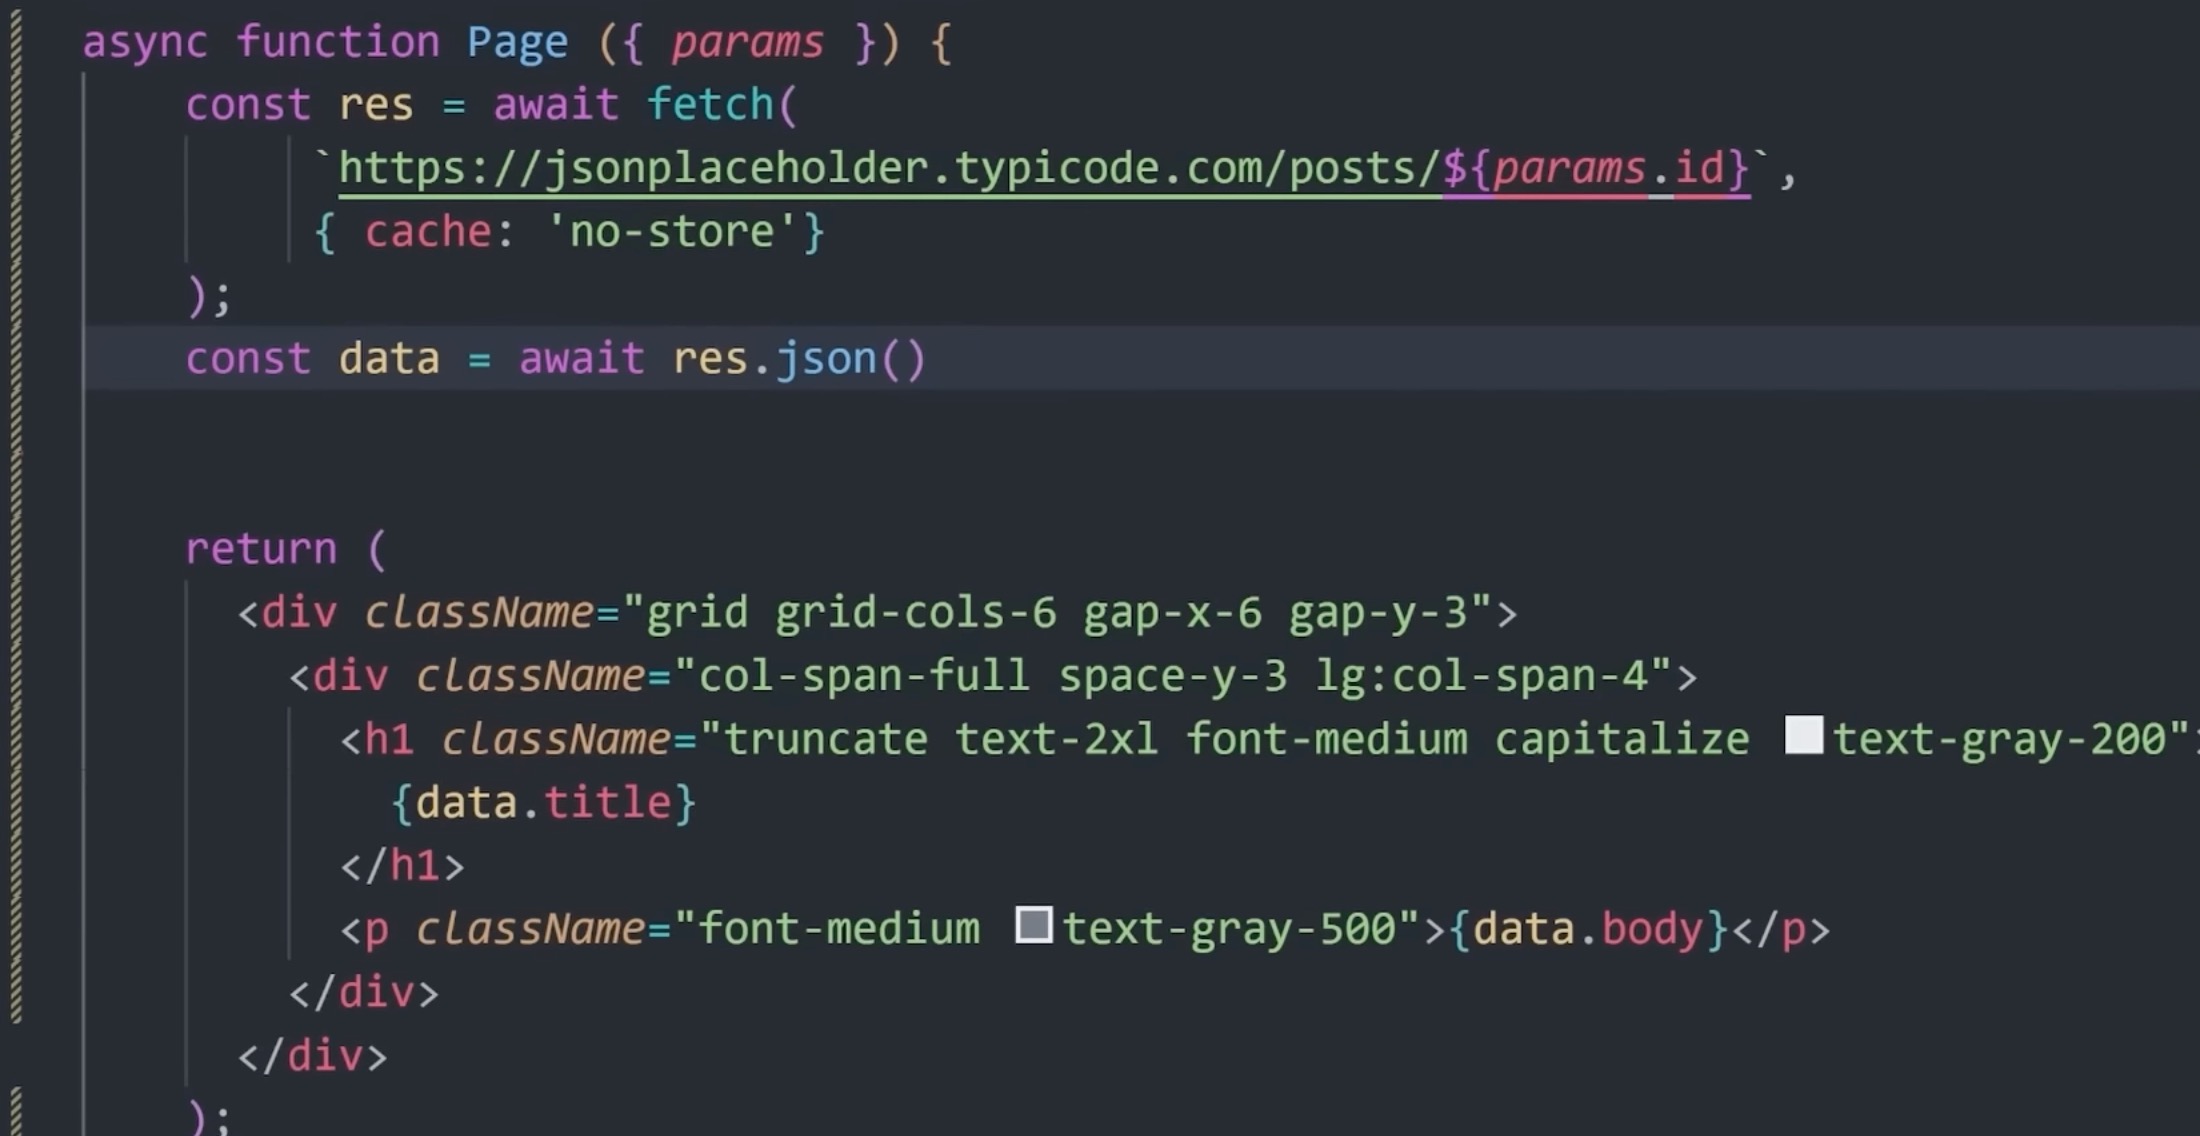 async function Page ({ params }) {
const res = await fetch(
`https://jsonplaceholder.typicode.com/posts/${params.id}`,
{ cache: 'no-store'}
);
const data = await res.json()
return (
<div className="grid grid-cols-6 gap-x-6 gap-y-3">
<div className="col-span-full space-y-3 lg:col-span-4">
<h1 className="truncate text-2xl font-medium capitalize text-gray-200"
{data.title}
</h1>
<p className="font-medium text-gray-500">{data.body}</p>
</div>
</div>
);